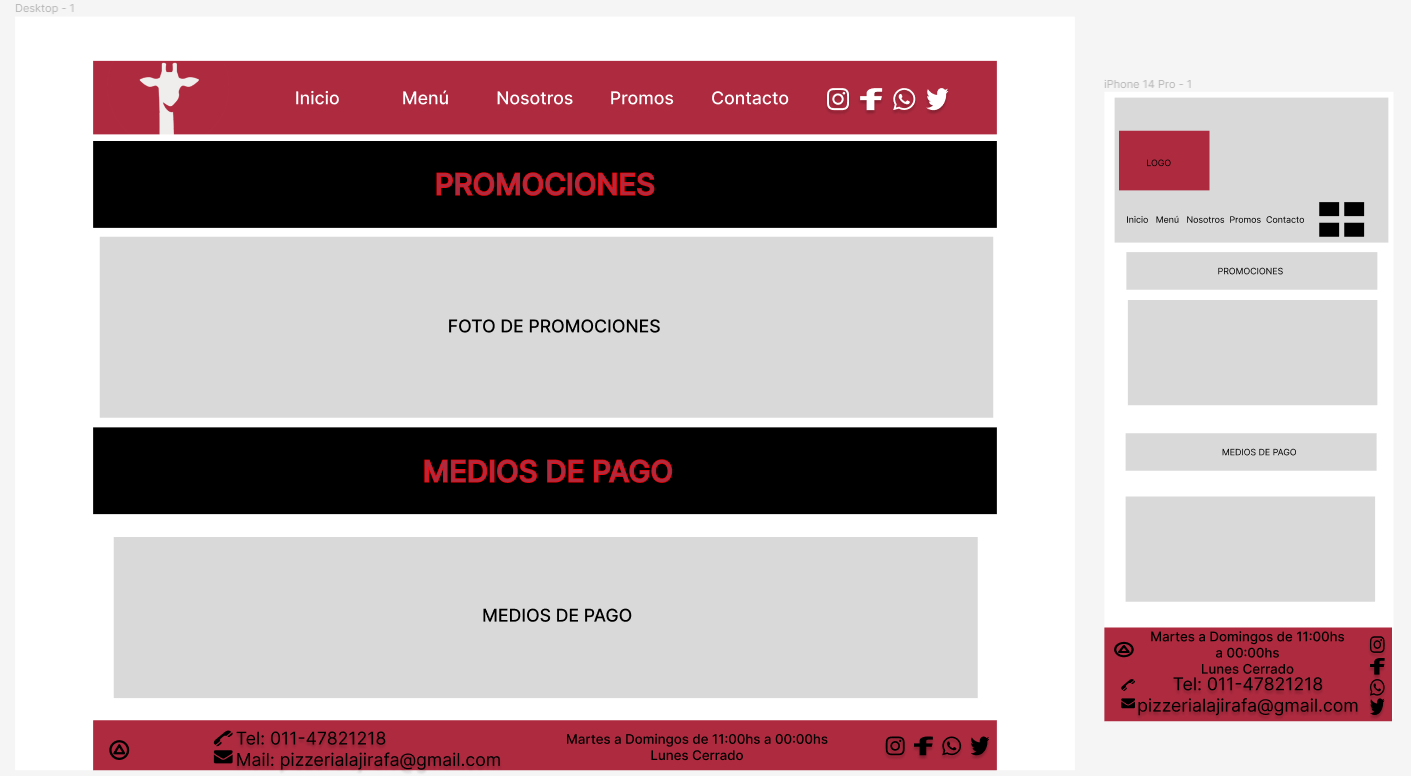 Desktop - 1
Inicio Menú Nosotros Promos Contacto
PROMOCIONES
FOTO DE PROMOCIONES
MEDIOS DE PAGO
MEDIOS DE PAGO
Tel: 011-47821218
Mail: pizzerialajirafa@gmail.com
Martes a Domingos de 11:00hs a 00:00hs
Lunes Cerrado
iPhone 14 Pro - 1
LOGO
Inicio Menú Nosotros Promos Contacto
PROMOCIONES
MEDIOS DE PAGO
Martes a Domingos de 11:00hs
a 00:00hs
Lunes Cerrado
Tel: 011-47821218
pizzerialajirafa@gmail.com